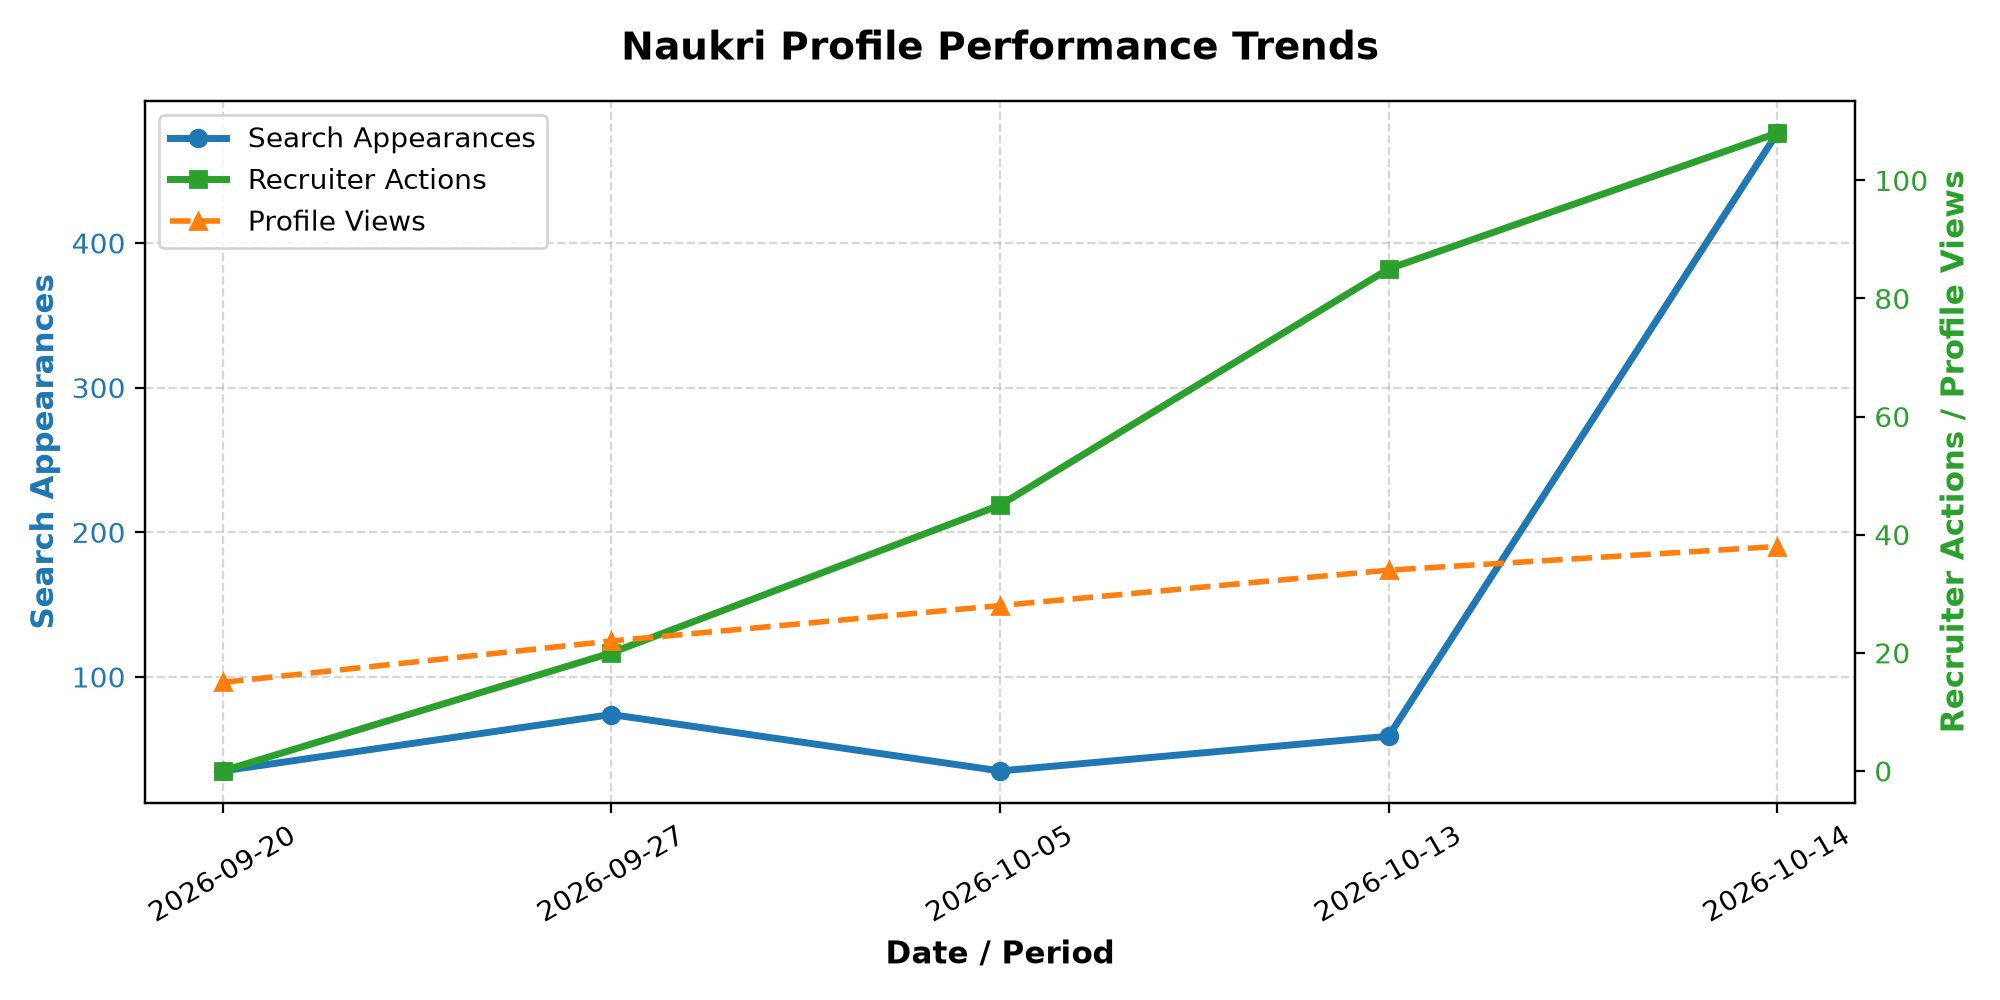 Naukri Profile Performance Trends
Search Appearances
Recruiter Actions
Profile Views
Search Appearances
400
300
200
100
100
80
60
40
20
0
Recruiter Actions / Profile Views
2026-09-20
2026-09-27
2026-10-05
2026-10-13
2026-10-14
Date / Period